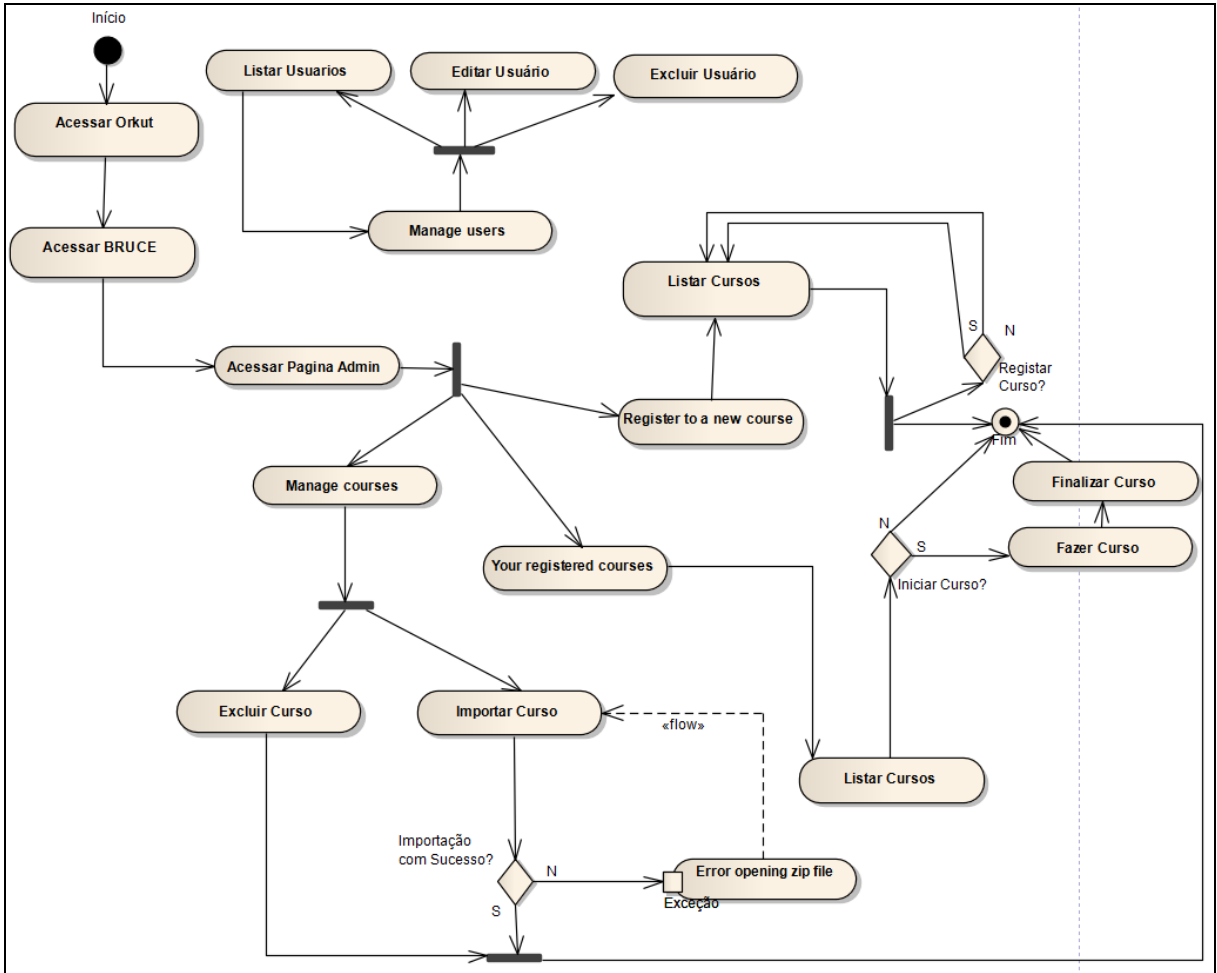 Início
Listar Usuarios
Editar Usuário
Excluir Usuário
Acessar Orkut
Manage users
Acessar BRUCE
Listar Cursos
S
N
Registar
Curso?
Acessar Pagina Admin
Register to a new course
Fim
Manage courses
Finalizar Curso
N
S
Fazer Curso
Your registered courses
Iniciar Curso?
Excluir Curso
Importar Curso
«flow»
Listar Cursos
Importação
com Sucesso?
N
Error opening zip file
Exceção
S